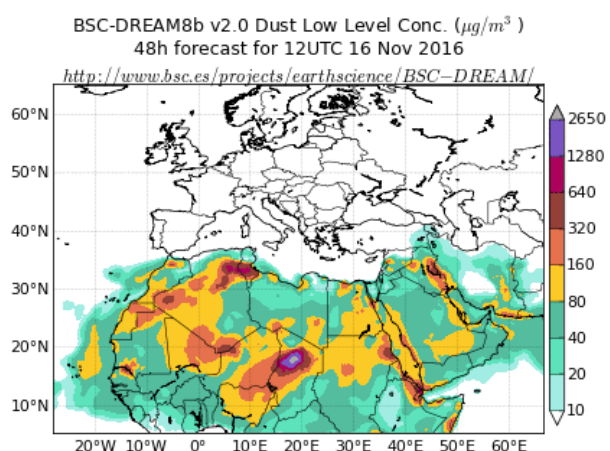 BSC-DREAM8b v2.0 Dust Low Level Conc. (μg/m³ )
48h forecast for 12UTC 16 Nov 2016
http://www.bsc.es/projects/earthscience/BSC−DREAM/
60°N
50°N
40°N
30°N
20°N
10°N
20°W 10°W 0° 10°E 20°E 30°E 40°E 50°E 60°E
2650
1280
640
320
160
80
40
20
10